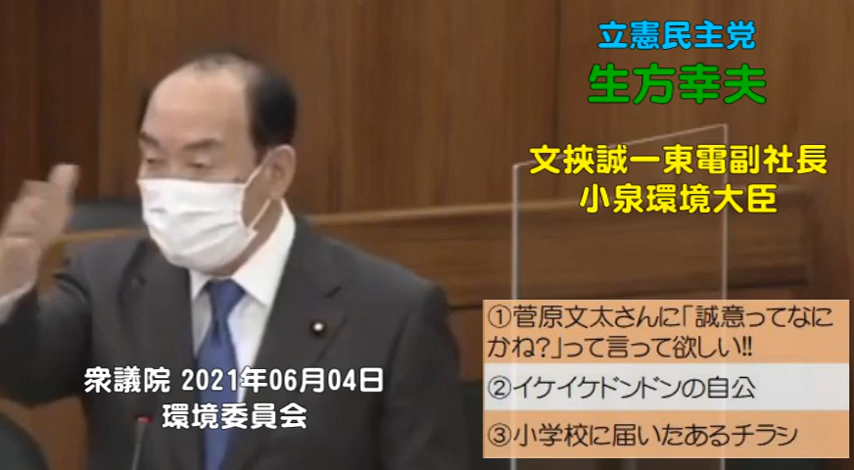 立憲民主党
生方幸夫
文挾誠一東電副社長
小泉環境大臣
①菅原文太さんに「誠意ってなに
かね?」って言って欲しい!!
②イケイケドンドンの自公
③小学校に届いたあるチラシ
衆議院 2021年06月04日
環境委員会